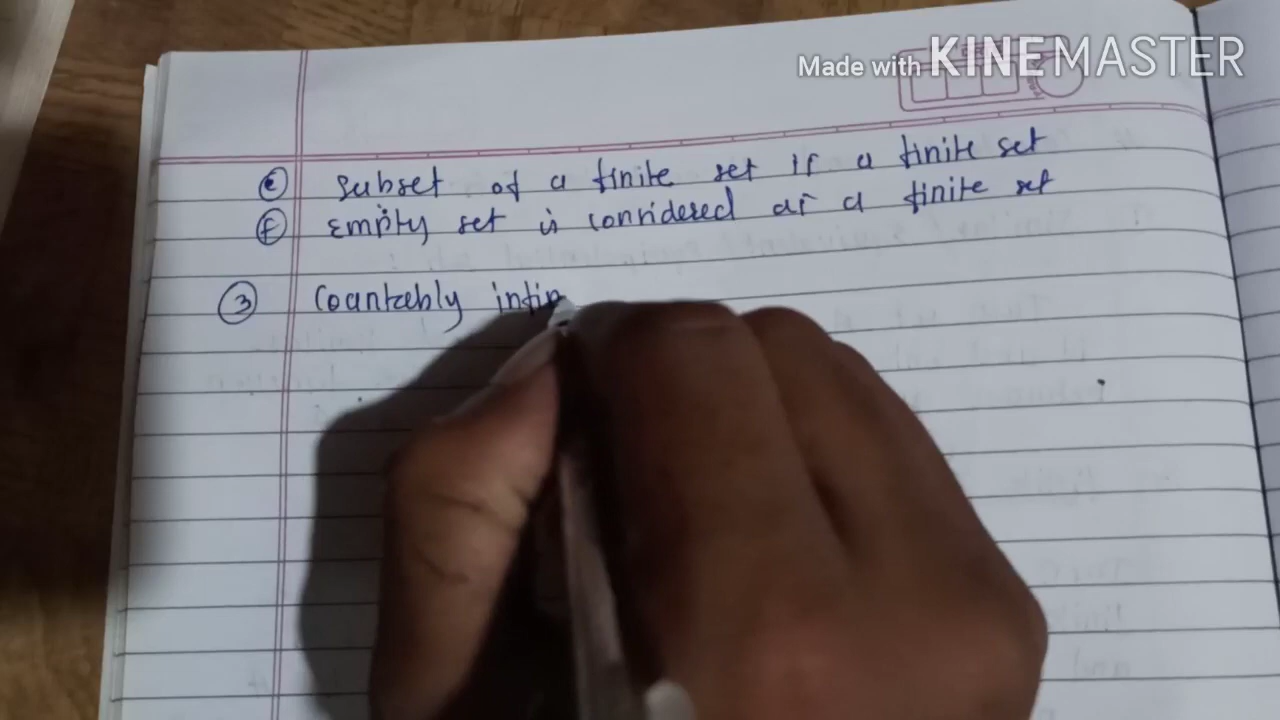 Made with KINEMASTER
(e) subset of a finite set is a finite set
(f) Empty set is considered as a finite set
(3) Countably infin